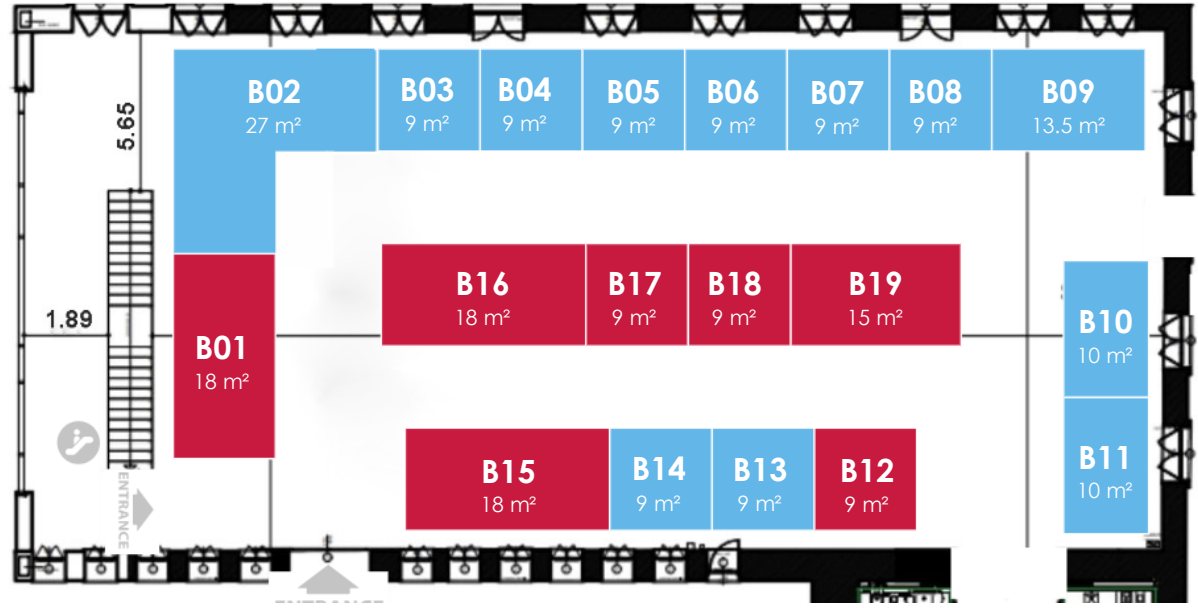 B02
27 m²
B03
9 m²
B04
9 m²
B05
9 m²
B06
9 m²
B07
9 m²
B08
9 m²
B09
13.5 m²
5.65
B16
18 m²
B17
9 m²
B18
9 m²
B19
15 m²
1.89
B01
18 m²
B10
10 m²
B15
18 m²
B14
9 m²
B13
9 m²
B12
9 m²
B11
10 m²
ENTRANCE
ENTRANCE